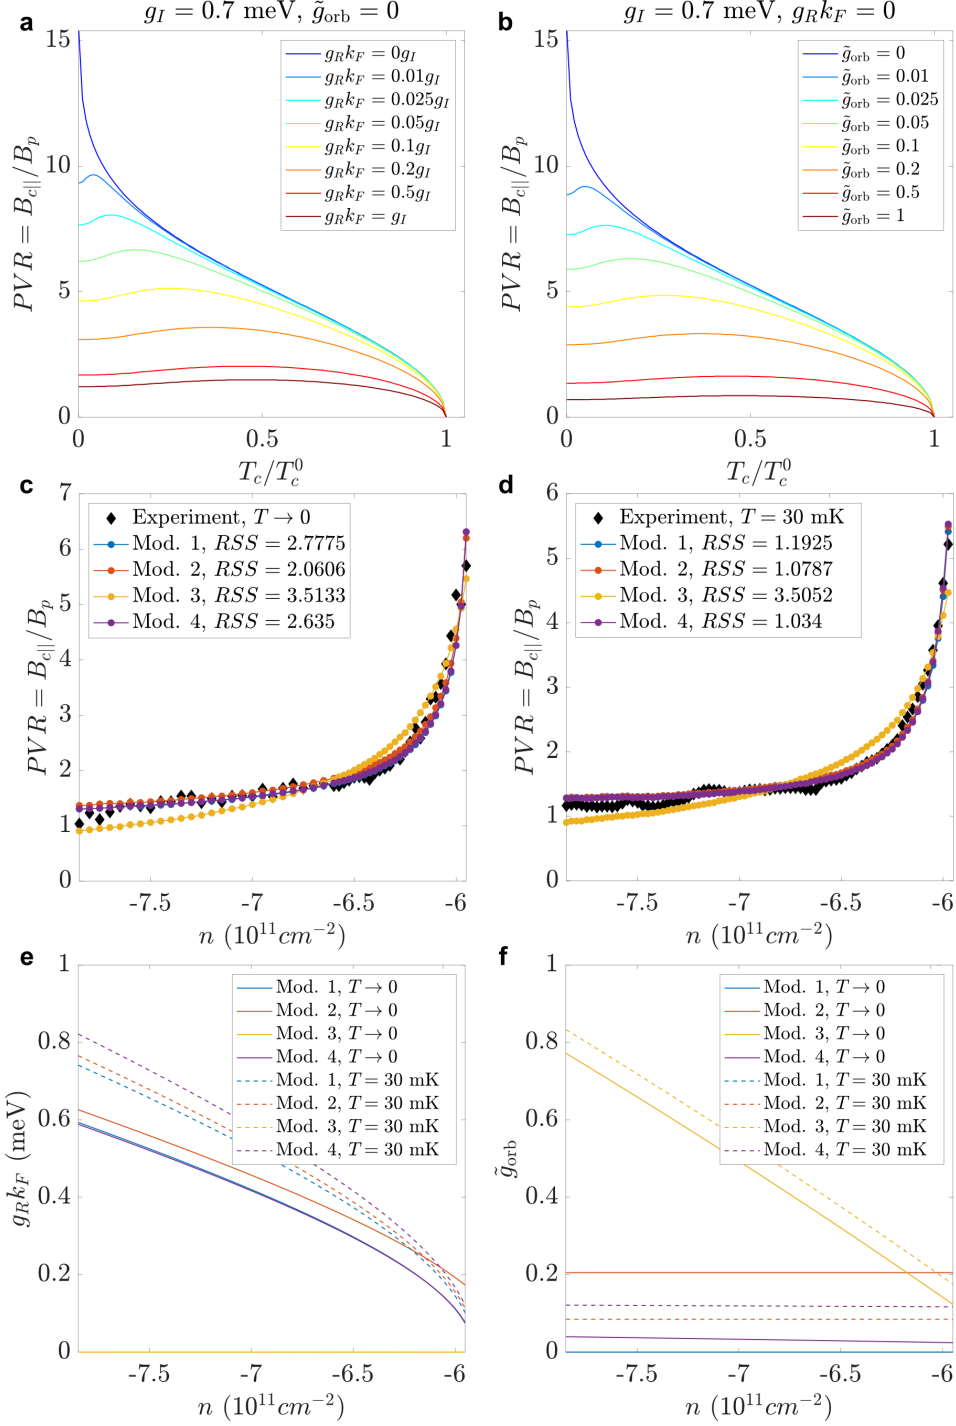 a
g_I = 0.7 meV, g̃_orb = 0
15
10
5
0
0
0.5
1
PVR = B_c||/B_p
T_c/T_c^0
g_R k_F = 0g_I
g_R k_F = 0.01g_I
g_R k_F = 0.025g_I
g_R k_F = 0.05g_I
g_R k_F = 0.1g_I
g_R k_F = 0.2g_I
g_R k_F = 0.5g_I
g_R k_F = g_I
b
g_I = 0.7 meV, g_R k_F = 0
15
10
5
0
0
0.5
1
PVR = B_c||/B_p
T_c/T_c^0
g̃_orb = 0
g̃_orb = 0.01
g̃_orb = 0.025
g̃_orb = 0.05
g̃_orb = 0.1
g̃_orb = 0.2
g̃_orb = 0.5
g̃_orb = 1
c
7
6
5
4
3
2
1
0
-7.5
-7
-6.5
-6
PVR = B_c||/B_p
n (10^11 cm^-2)
Experiment, T → 0
Mod. 1, RSS = 2.7775
Mod. 2, RSS = 2.0606
Mod. 3, RSS = 3.5133
Mod. 4, RSS = 2.635
d
6
5
4
3
2
1
0
-7.5
-7
-6.5
-6
PVR = B_c||/B_p
n (10^11 cm^-2)
Experiment, T = 30 mK
Mod. 1, RSS = 1.1925
Mod. 2, RSS = 1.0787
Mod. 3, RSS = 3.5052
Mod. 4, RSS = 1.034
e
1
0.8
0.6
0.4
0.2
0
-7.5
-7
-6.5
-6
g_R k_F (meV)
n (10^11 cm^-2)
Mod. 1, T → 0
Mod. 2, T → 0
Mod. 3, T → 0
Mod. 4, T → 0
Mod. 1, T = 30 mK
Mod. 2, T = 30 mK
Mod. 3, T = 30 mK
Mod. 4, T = 30 mK
f
1
0.8
0.6
0.4
0.2
0
-7.5
-7
-6.5
-6
g̃_orb
n (10^11 cm^-2)
Mod. 1, T → 0
Mod. 2, T → 0
Mod. 3, T → 0
Mod. 4, T → 0
Mod. 1, T = 30 mK
Mod. 2, T = 30 mK
Mod. 3, T = 30 mK
Mod. 4, T = 30 mK